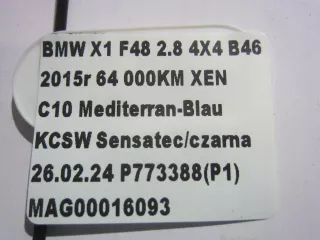 BMW X1 F48 2.8 4X4 B46
2015r 64 000KM XEN
C10 Mediterran-Blau
KCSW Sensatec/czarna
26.02.24 P773388(P1)
MAG00016093